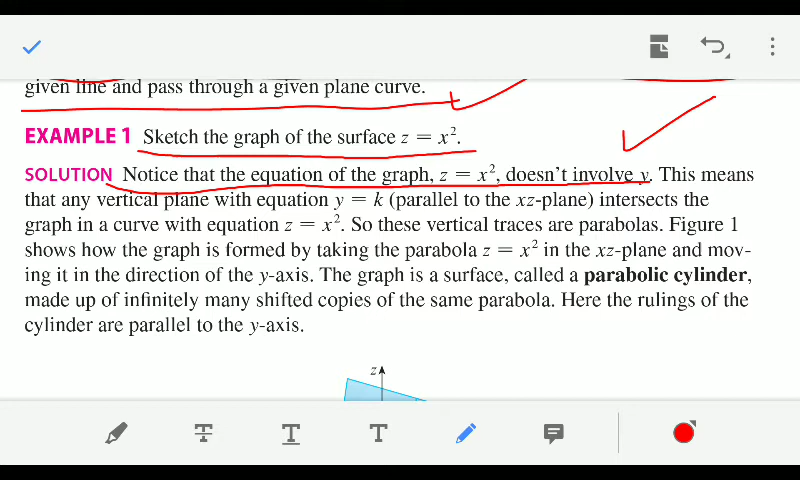 given line and pass through a given plane curve.
EXAMPLE 1 Sketch the graph of the surface z = x².
SOLUTION Notice that the equation of the graph, z = x², doesn't involve y. This means
that any vertical plane with equation y = k (parallel to the xz-plane) intersects the
graph in a curve with equation z = x². So these vertical traces are parabolas. Figure 1
shows how the graph is formed by taking the parabola z = x² in the xz-plane and mov-
ing it in the direction of the y-axis. The graph is a surface, called a parabolic cylinder,
made up of infinitely many shifted copies of the same parabola. Here the rulings of the
cylinder are parallel to the y-axis.
z
T T T T